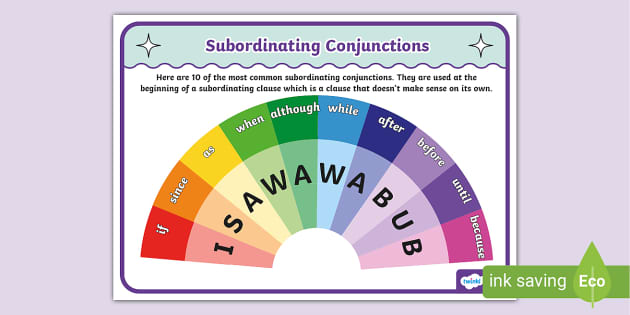 Subordinating Conjunctions
Here are 10 of the most common subordinating conjunctions. They are used at the
beginning of a subordinating clause which is a clause that doesn't make sense on its own.
if
since
as
when
although
while
after
before
until
because
I S A W A W A B U B
twinkl
ink saving
Eco